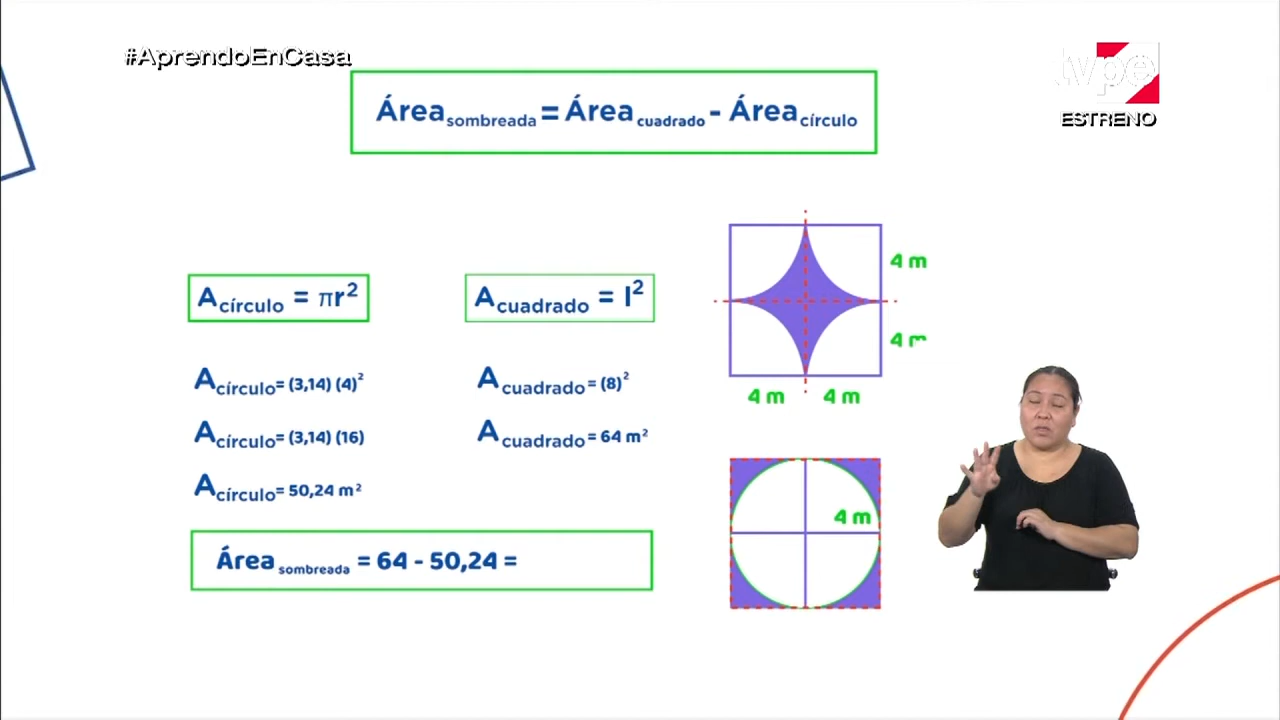 #AprendoEnCasa
tvpe
ESTRENO
Área sombreada = Área cuadrado - Área círculo
A círculo = πr²
A cuadrado = l²
A círculo = (3,14) (4)²
A cuadrado = (8)²
A círculo = (3,14) (16)
A cuadrado = 64 m²
A círculo = 50,24 m²
Área sombreada = 64 - 50,24 =
4 m
4 m
4 m 4 m
4 m